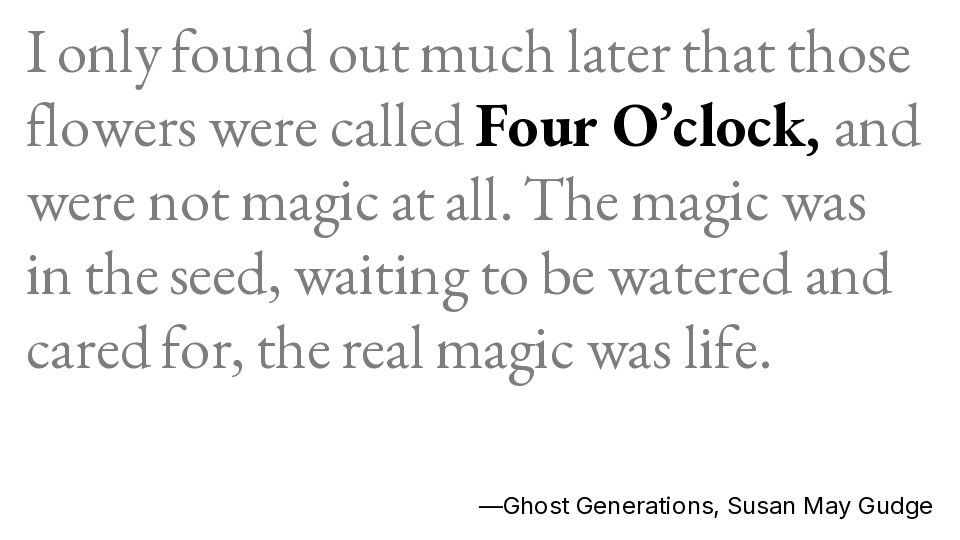 I only found out much later that those
flowers were called Four O’clock, and
were not magic at all. The magic was
in the seed, waiting to be watered and
cared for, the real magic was life.
—Ghost Generations, Susan May Gudge